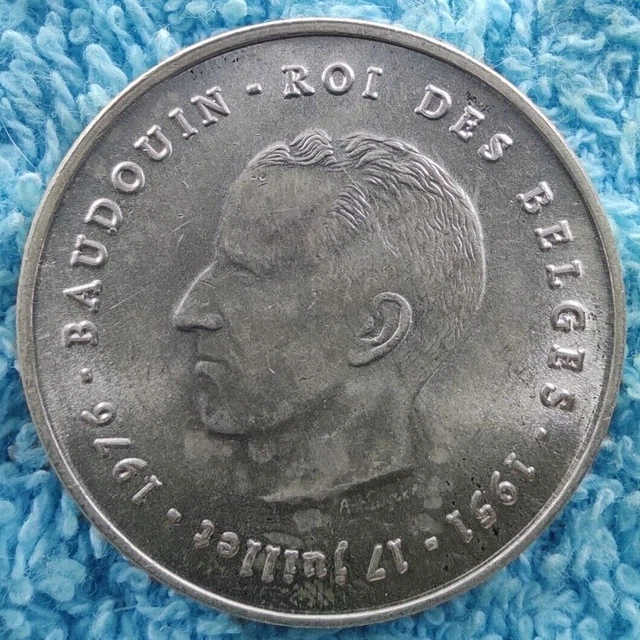 BAUDOUIN - ROI DES BELGES - 1951 - 17 juillet - 1976 -